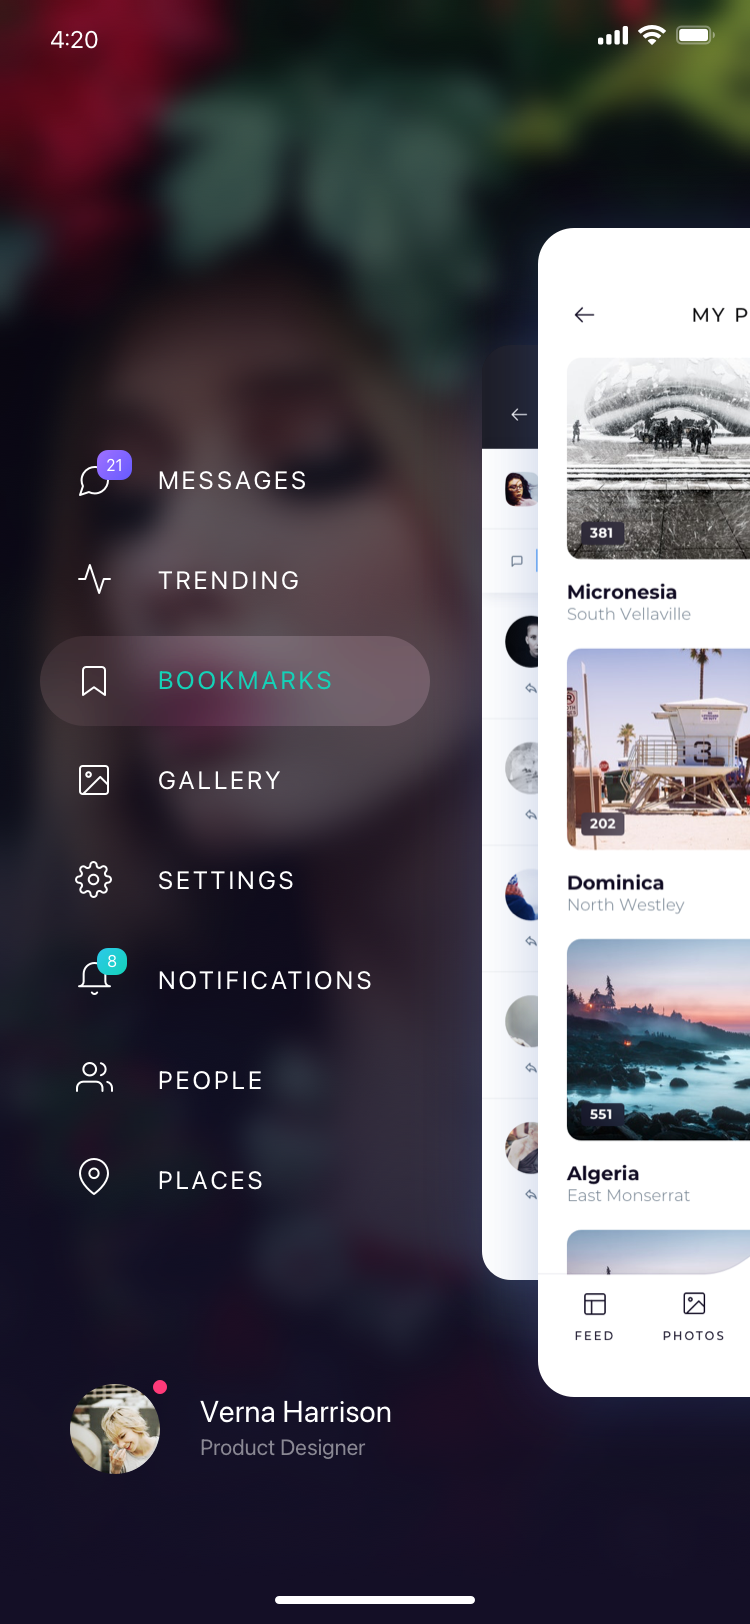 4:20
21
MESSAGES
TRENDING
BOOKMARKS
GALLERY
SETTINGS
8
NOTIFICATIONS
PEOPLE
PLACES
Verna Harrison
Product Designer
MY P
381
Micronesia
South Vellaville
3
202
Dominica
North Westley
551
Algeria
East Monserrat
FEED
PHOTOS